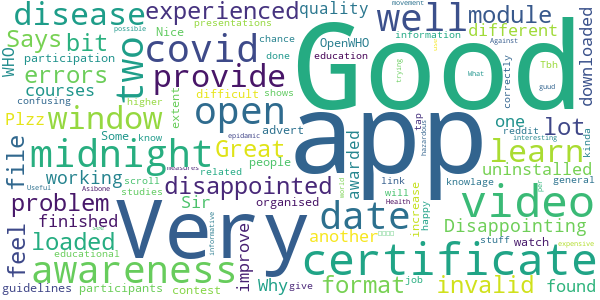 disease experienced quality presentations Nice movement possible
Says bit covid well module Against
WHO participation Some chance done OpenWHO information different Tbh
errors two provide Good education difficult downloaded
courses confusing higher extent shows trying What guud
Plzz window open app one lot correctly
file midnight Great advert awarded reddit kinda
working know people tap learn interesting
scroll studies related link uninstalled epidemic hazardous
problem disappointed will knowlage general
feel finished Sir organised Very date video
loaded educational improve another increase Health happy stuff watch job Disappointing
awareness Why format certificate
guidelines participants contest give invalid found
Useful Asibone measures informative world per expensive